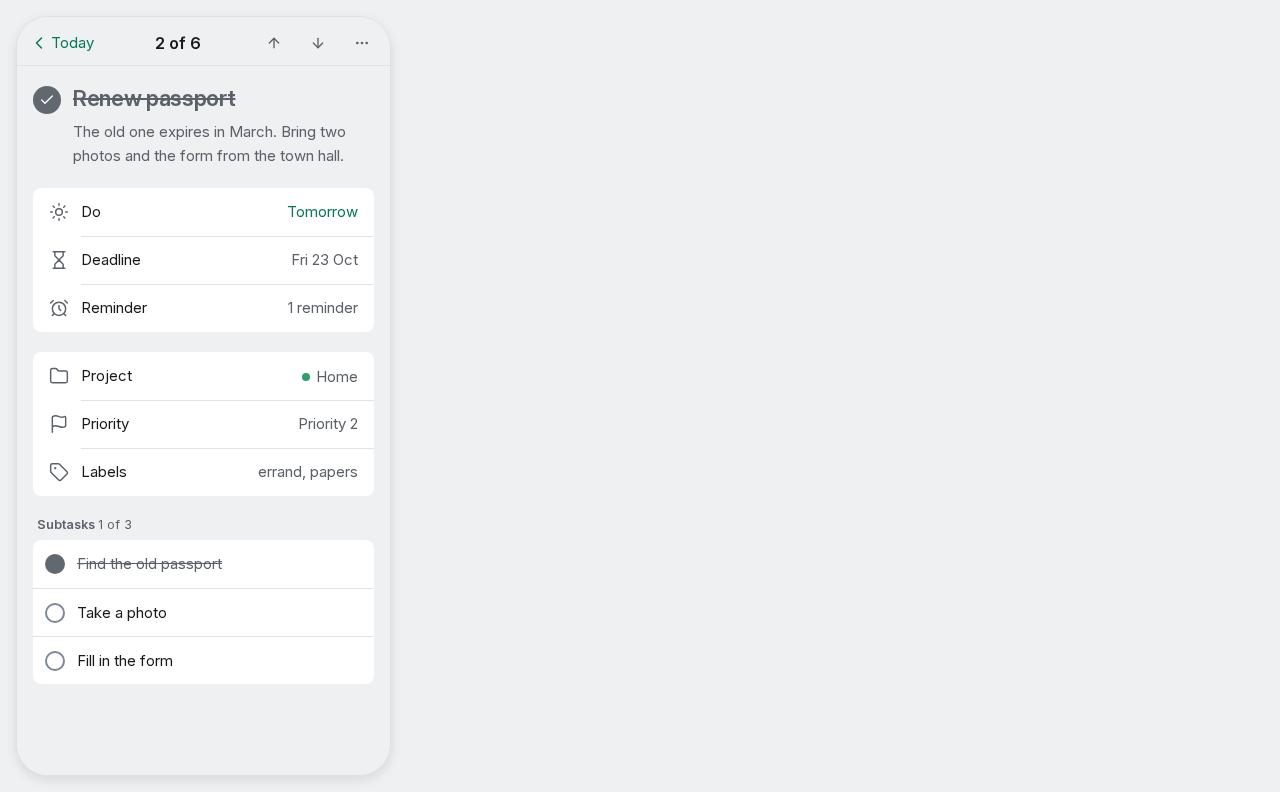 Today
2 of 6
Renew passport
The old one expires in March. Bring two
photos and the form from the town hall.
Do Tomorrow
Deadline Fri 23 Oct
Reminder 1 reminder
Project Home
Priority Priority 2
Labels errand, papers
Subtasks 1 of 3
Find the old passport
Take a photo
Fill in the form